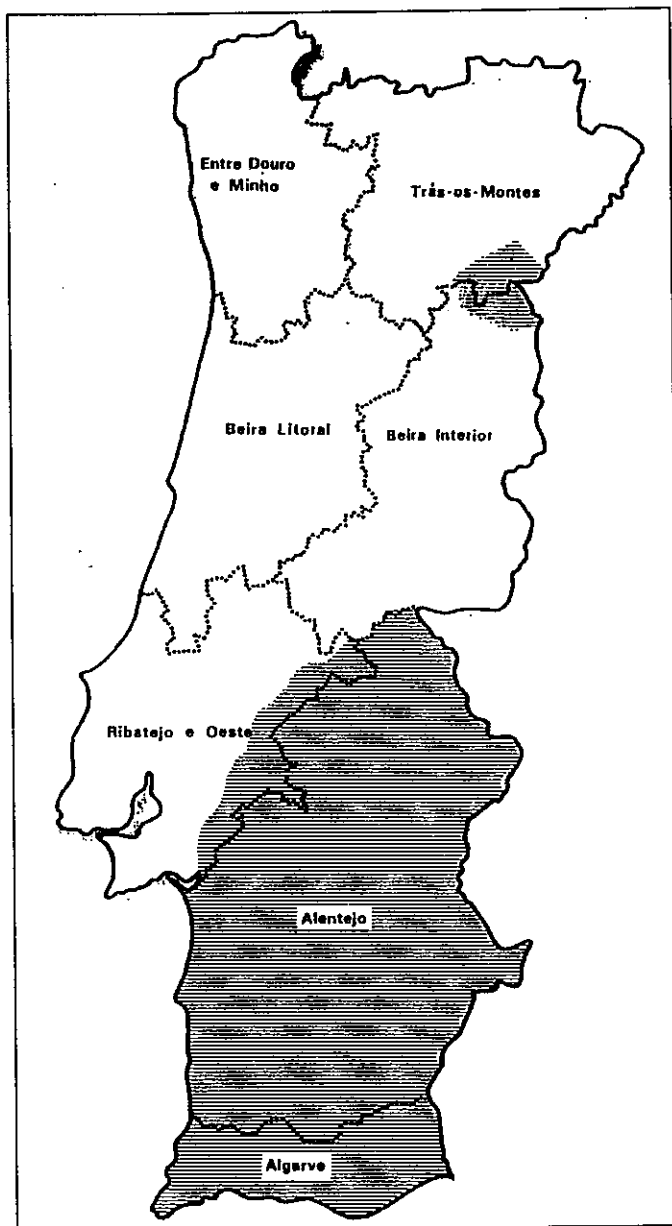 Entre Douro
e Minho
Trás-os-Montes
Beira Litoral
Beira Interior
Ribatejo e Oeste
Alentejo
Algarve